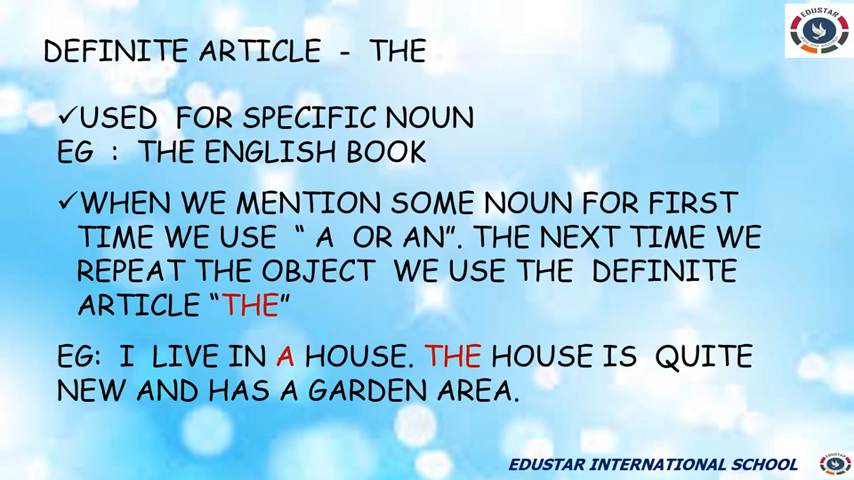 DEFINITE ARTICLE - THE
EDUSTAR
✓USED FOR SPECIFIC NOUN
EG : THE ENGLISH BOOK
✓WHEN WE MENTION SOME NOUN FOR FIRST
TIME WE USE “ A OR AN”. THE NEXT TIME WE
REPEAT THE OBJECT WE USE THE DEFINITE
ARTICLE “THE”
EG: I LIVE IN A HOUSE. THE HOUSE IS QUITE
NEW AND HAS A GARDEN AREA.
EDUSTAR INTERNATIONAL SCHOOL